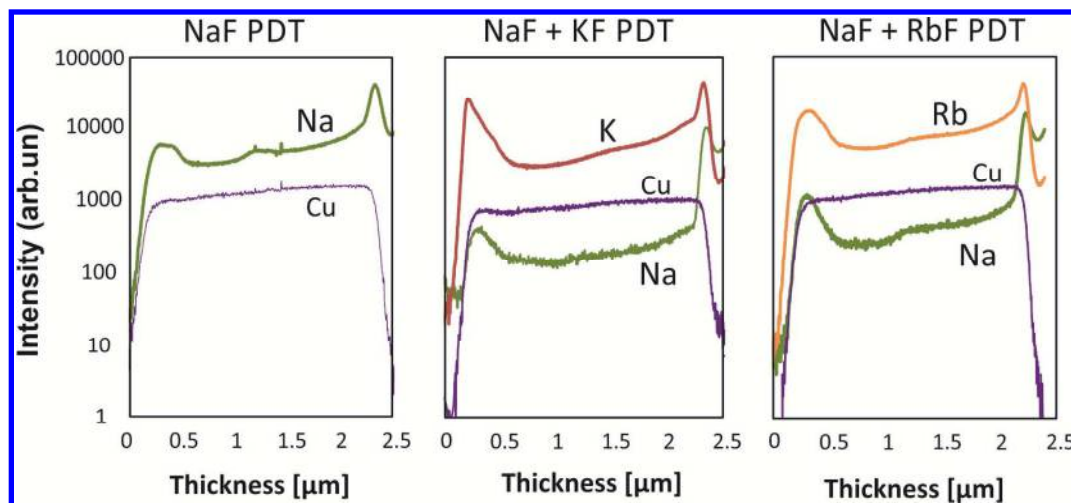 NaF PDT
NaF + KF PDT
NaF + RbF PDT
Intensity (arb.un)
100000
10000
1000
100
10
1
Na
Cu
K
Cu
Na
Rb
Cu
Na
0 0.5 1 1.5 2 2.5
0 0.5 1 1.5 2 2.5
0 0.5 1 1.5 2 2.5
Thickness [µm]
Thickness [µm]
Thickness [µm]